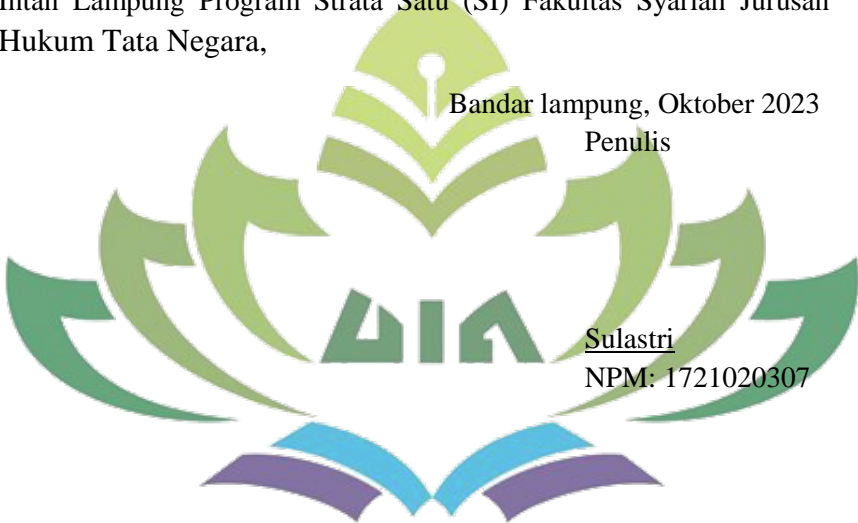 Intan Lampung Program Strata Satu (SI) Fakultas Syariah Jurusan
Hukum Tata Negara,
Bandar lampung, Oktober 2023
Penulis
UIN
Sulastri
NPM: 1721020307